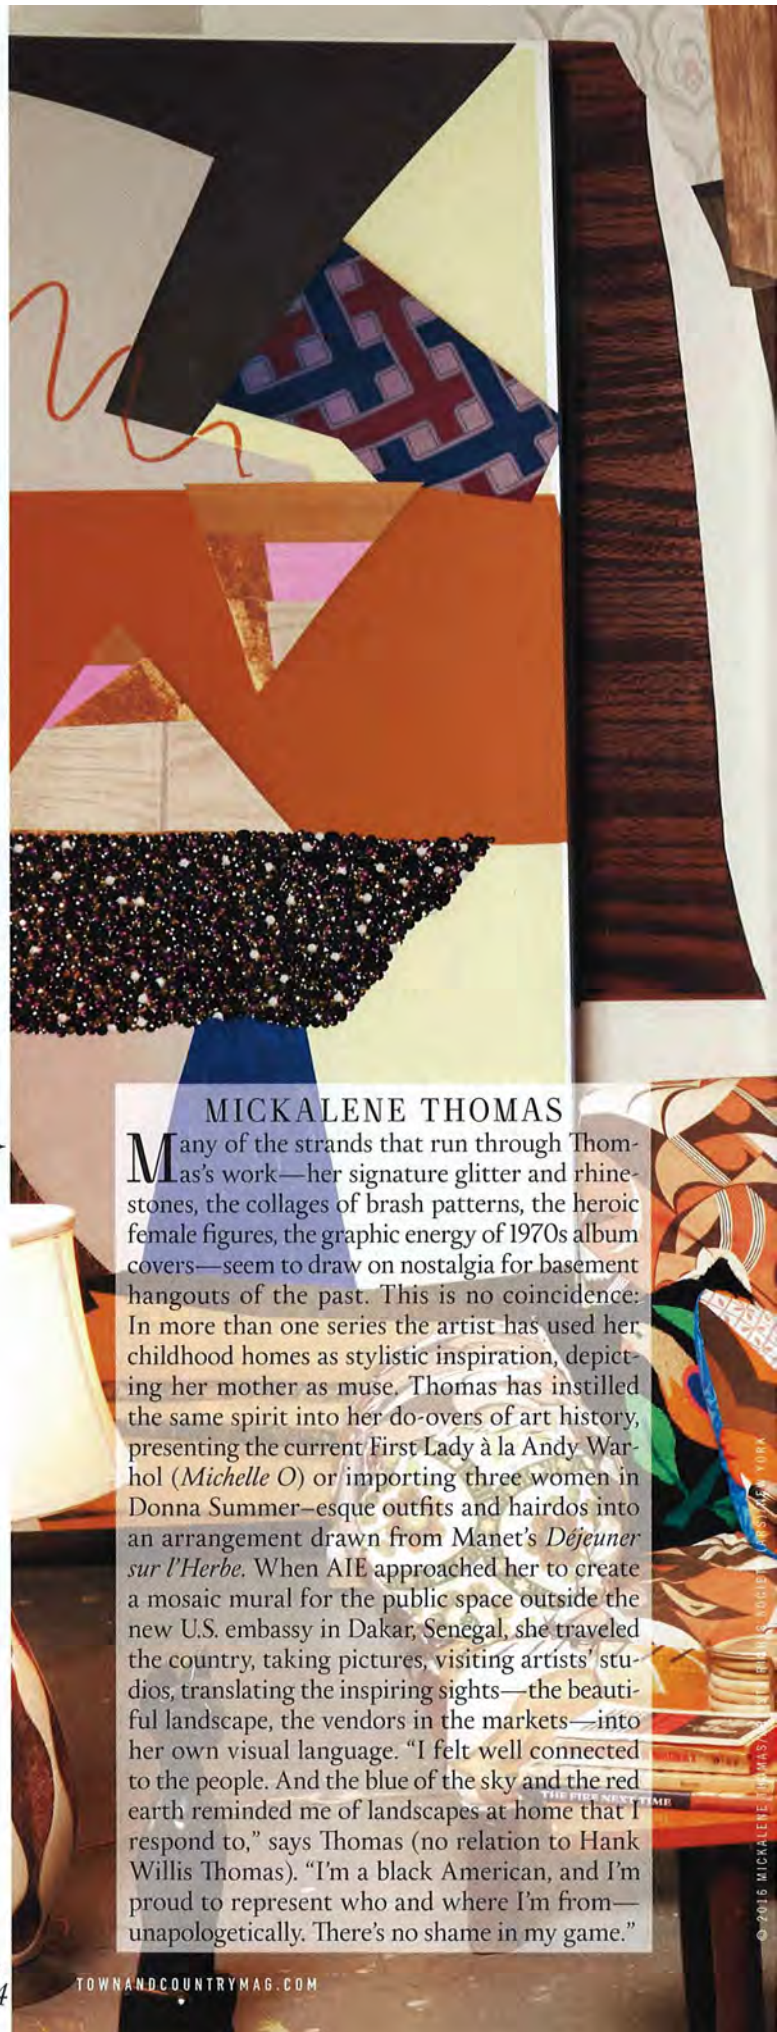 MICKALENE THOMAS
Many of the strands that run through Thom-
as's work—her signature glitter and rhine-
stones, the collages of brash patterns, the heroic
female figures, the graphic energy of 1970s album
covers—seem to draw on nostalgia for basement
hangouts of the past. This is no coincidence:
In more than one series the artist has used her
childhood homes as stylistic inspiration, depict-
ing her mother as muse. Thomas has instilled
the same spirit into her do-overs of art history,
presenting the current First Lady à la Andy War-
hol (Michelle O) or importing three women in
Donna Summer–esque outfits and hairdos into
an arrangement drawn from Manet's Déjeuner
sur l'Herbe. When AIE approached her to create
a mosaic mural for the public space outside the
new U.S. embassy in Dakar, Senegal, she traveled
the country, taking pictures, visiting artists' stu-
dios, translating the inspiring sights—the beauti-
ful landscape, the vendors in the markets—into
her own visual language. “I felt well connected
to the people. And the blue of the sky and the red
earth reminded me of landscapes at home that I
respond to,” says Thomas (no relation to Hank
Willis Thomas). “I'm a black American, and I'm
proud to represent who and where I'm from—
unapologetically. There's no shame in my game.”
THE FIRE NEXT TIME
© 2016 MICKALENE THOMAS/ RIGHTS SOCIETY (ARS) NEW YORK
4
TOWNANDCOUNTRYMAG.COM